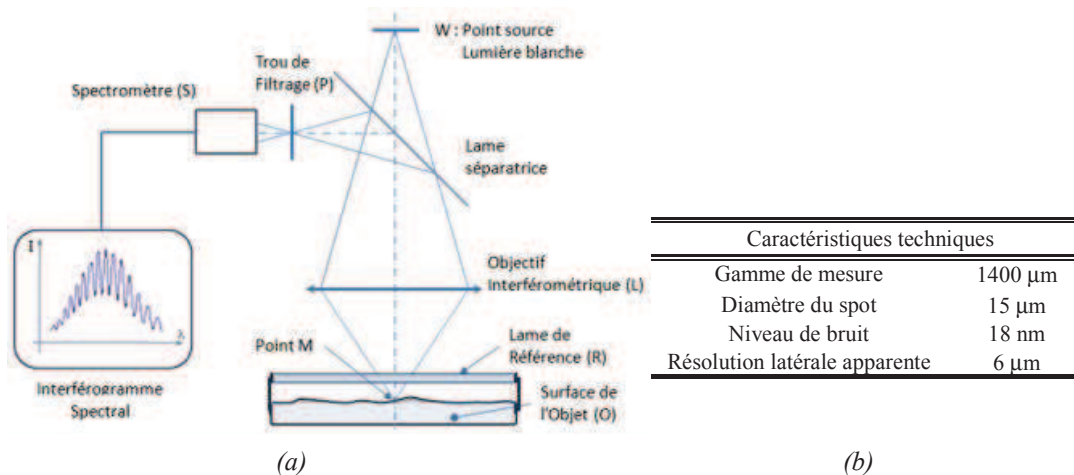 W : Point source
Lumière blanche
Trou de
Filtrage (P)
Spectromètre (S)
Lame
séparatrice
I
λ
Objectif
Interférométrique (L)
Point M
Lame de
Référence (R)
Interférogramme
Spectral
Surface de
l'Objet (O)
(a)
Caractéristiques techniques
Gamme de mesure 1400 μm
Diamètre du spot 15 μm
Niveau de bruit 18 nm
Résolution latérale apparente 6 μm
(b)